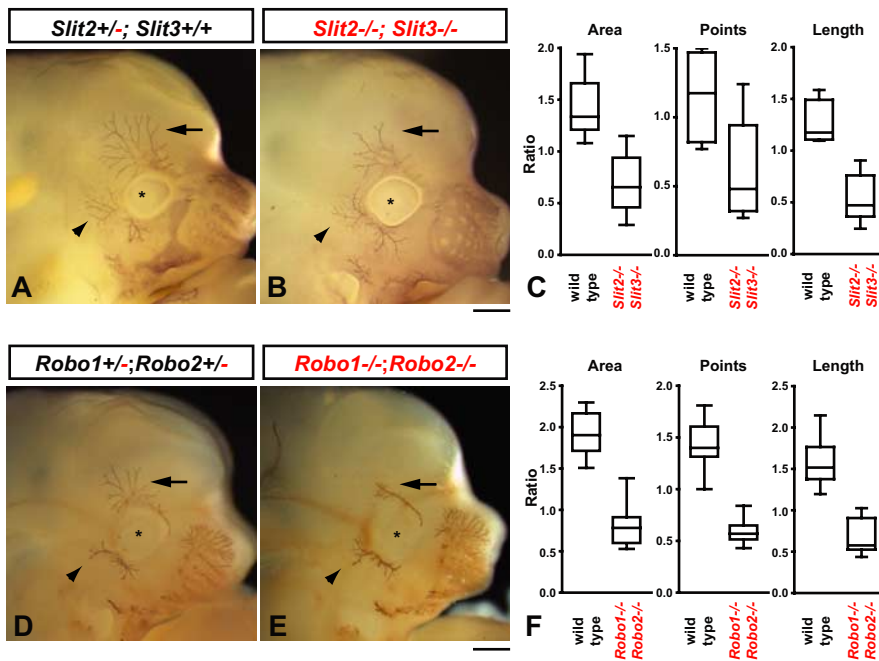 Slit2+/-; Slit3+/+
Slit2-/-; Slit3-/-
*
*
A
B
Area
Points
Length
Ratio
2.0
1.5
1.0
0.5
0.0
1.5
1.0
0.5
0.0
2.0
1.5
1.0
0.5
0.0
wild type
Slit2-/- Slit3-/-
wild type
Slit2-/- Slit3-/-
wild type
Slit2-/- Slit3-/-
C
Robo1+/-;Robo2+/-
Robo1-/-;Robo2-/-
*
*
D
E
Area
Points
Length
Ratio
2.5
2.0
1.5
1.0
0.5
0.0
2.0
1.5
1.0
0.5
0.0
2.5
2.0
1.5
1.0
0.5
0.0
wild type
Robo1-/- Robo2-/-
wild type
Robo1-/- Robo2-/-
wild type
Robo1-/- Robo2-/-
F